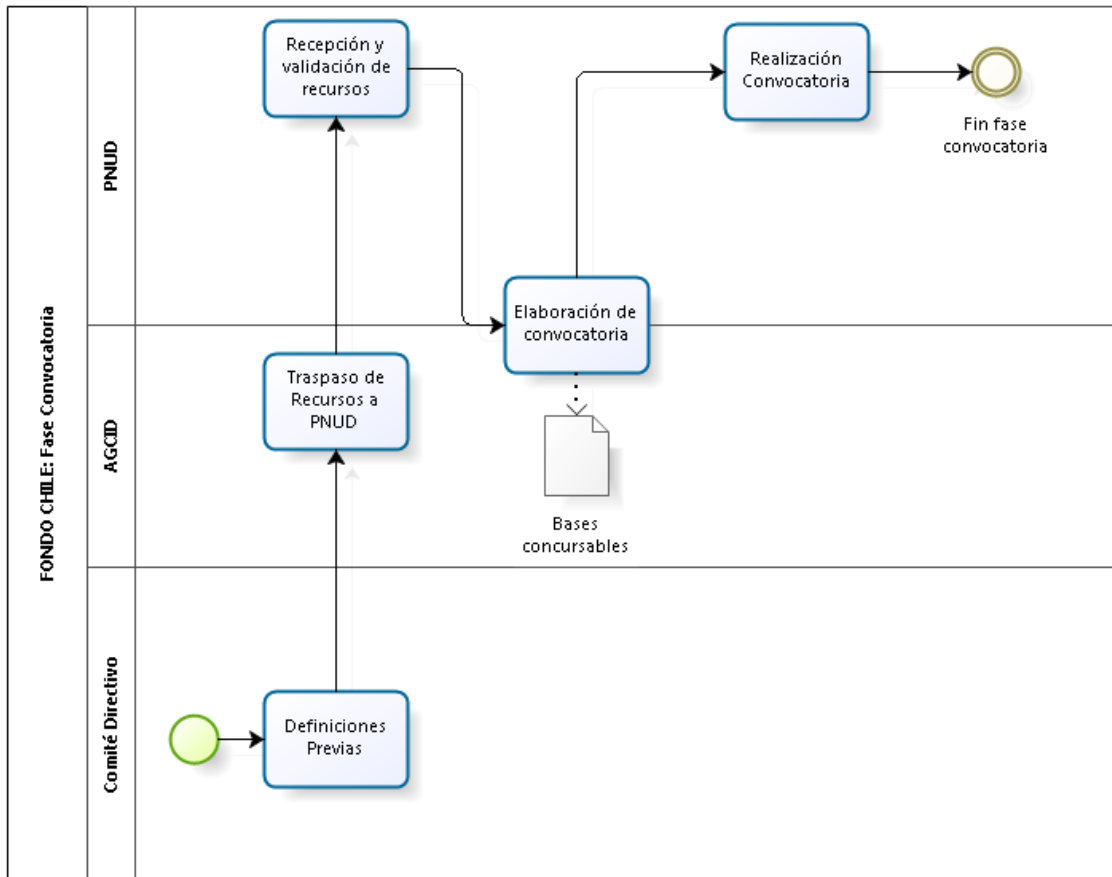 FONDO CHILE: Fase Convocatoria
PNUD
Recepción y
validación de
recursos
Realización
Convocatoria
Fin fase
convocatoria
Elaboración de
convocatoria
AGCID
Traspaso de
Recursos a
PNUD
Bases
concursables
Comité Directivo
Definiciones
Previas